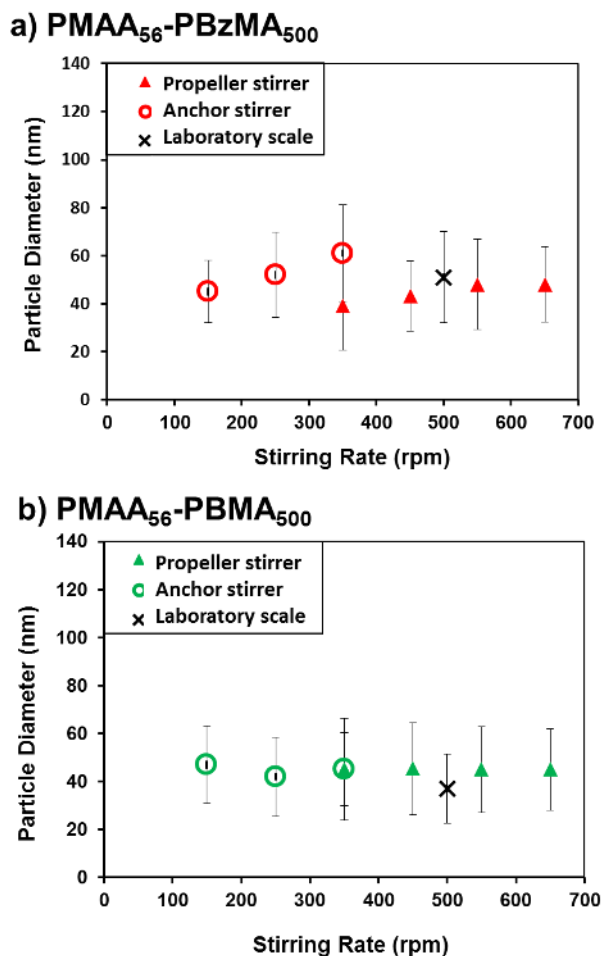 a) PMAA56-PBzMA500
Particle Diameter (nm)
140
120
100
80
60
40
20
0
Propeller stirrer
Anchor stirrer
Laboratory scale
0 100 200 300 400 500 600 700
Stirring Rate (rpm)
b) PMAA56-PBMA500
Particle Diameter (nm)
140
120
100
80
60
40
20
0
Propeller stirrer
Anchor stirrer
Laboratory scale
0 100 200 300 400 500 600 700
Stirring Rate (rpm)